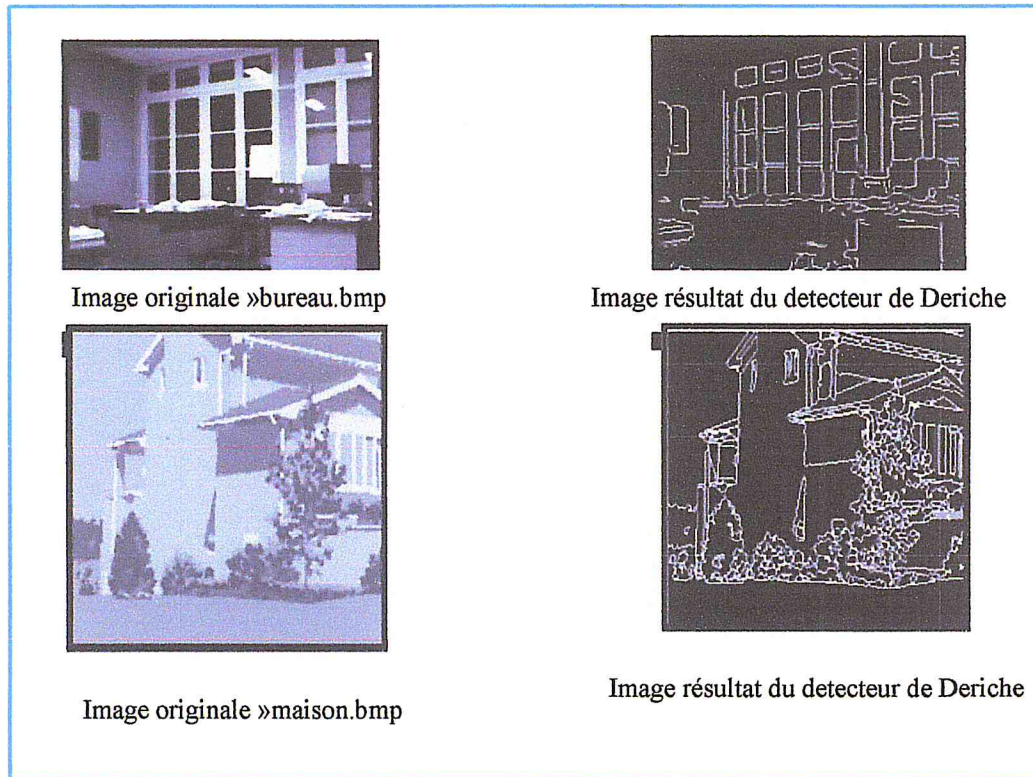 Image originale »bureau.bmp
Image résultat du detecteur de Deriche
Image originale »maison.bmp
Image résultat du detecteur de Deriche